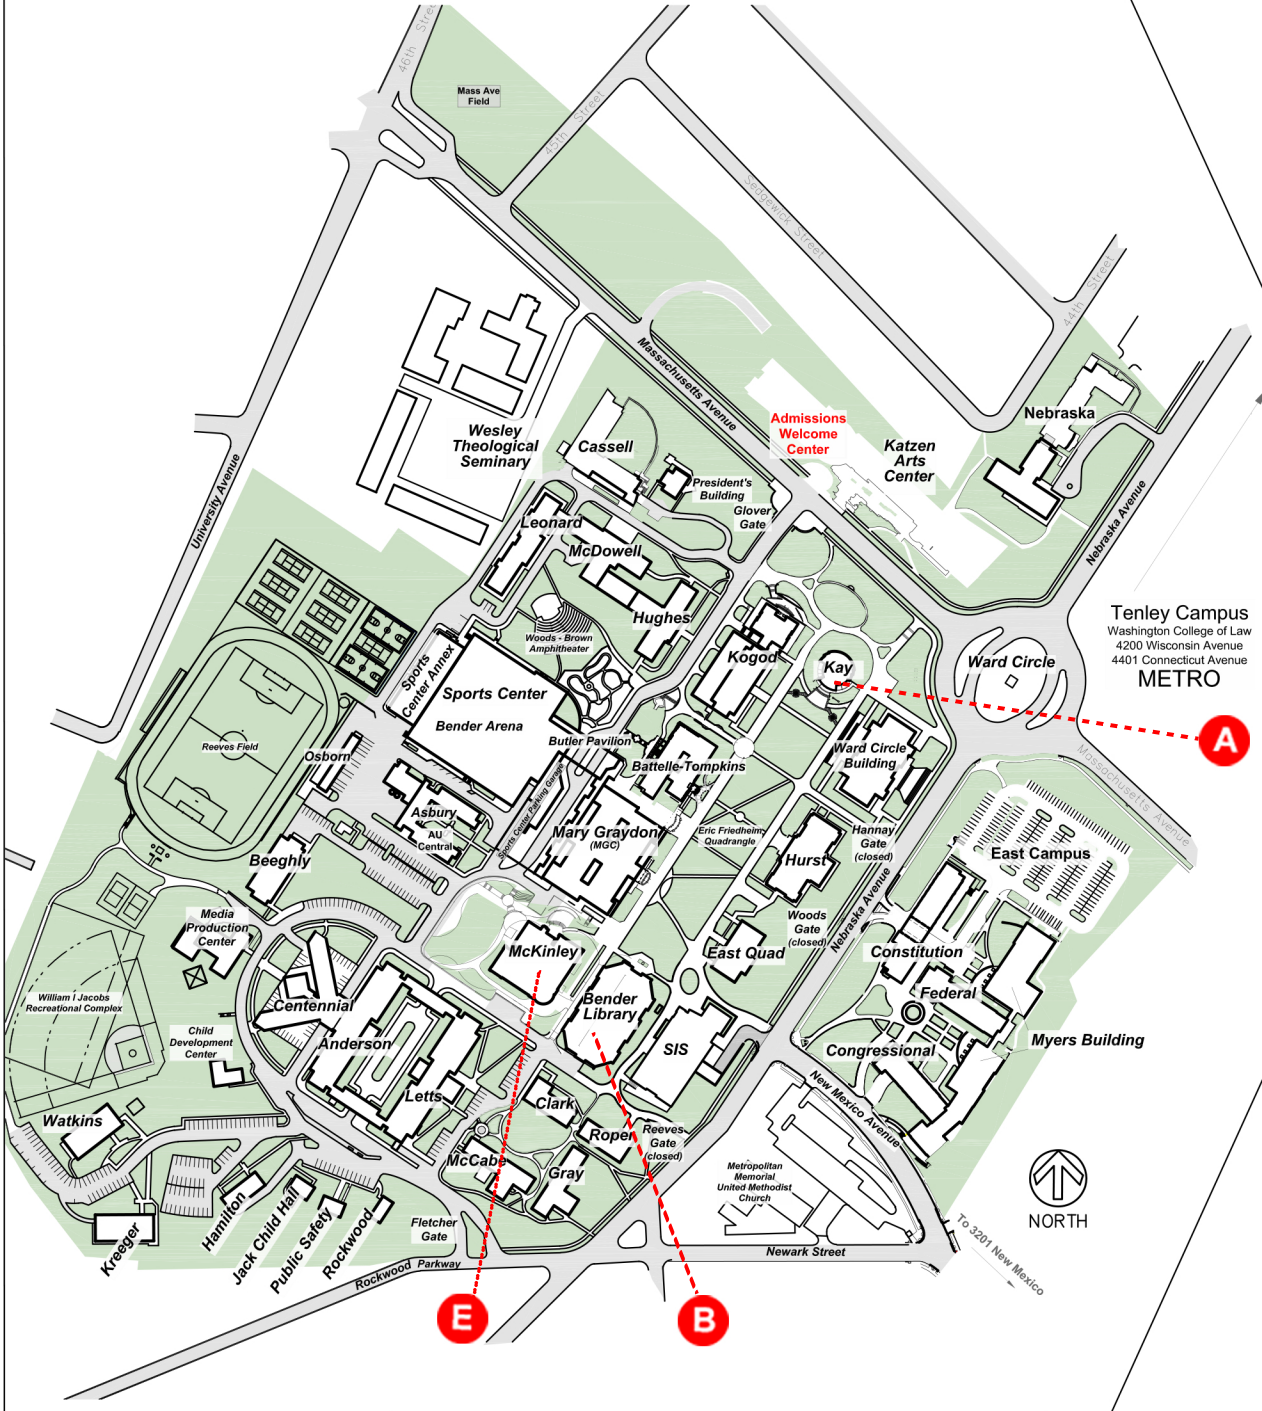 46th Street
Mass Ave
Field
45th Street
Sedgewick Street
44th Street
Massachusetts Avenue
Admissions
Welcome
Center
Nebraska
Katzen
Arts
Center
Wesley
Theological
Seminary
Cassell
President's
Building
Glover
Gate
University Avenue
Nebraska Avenue
Leonard
McDowell
Hughes
Woods - Brown
Amphitheater
Kogod
Kay
Ward Circle
Tenley Campus
Washington College of Law
4200 Wisconsin Avenue
4401 Connecticut Avenue
METRO
Sports
Center Annex
Sports Center
Bender Arena
Reeves Field
Osborn
Butler Pavilion
Battelle-Tompkins
Ward Circle
Building
A
Massachusetts Avenue
Sports Center Parking Garage
Asbury
AU
Central
Mary Graydon
(MGC)
Eric Friedheim
Quadrangle
Hannay
Gate
(closed)
Hurst
East Campus
Beeghly
Media
Production
Center
Woods
Gate
(closed)
Nebraska Avenue
McKinley
East Quad
Constitution
Federal
William I Jacobs
Recreational Complex
Centennial
Bender
Library
Child
Development
Center
Anderson
SIS
Congressional
Myers Building
Letts
Clark
New Mexico Avenue
Watkins
Roper
Reeves
Gate
(closed)
McCabe
Gray
Metropolitan
Memorial
United Methodist
Church
Kreeger
Hamilton
Jack Child Hall
Public Safety
Rockwood
Fletcher
Gate
NORTH
Newark Street
To 3201 New Mexico
Rockwood Parkway
E
B